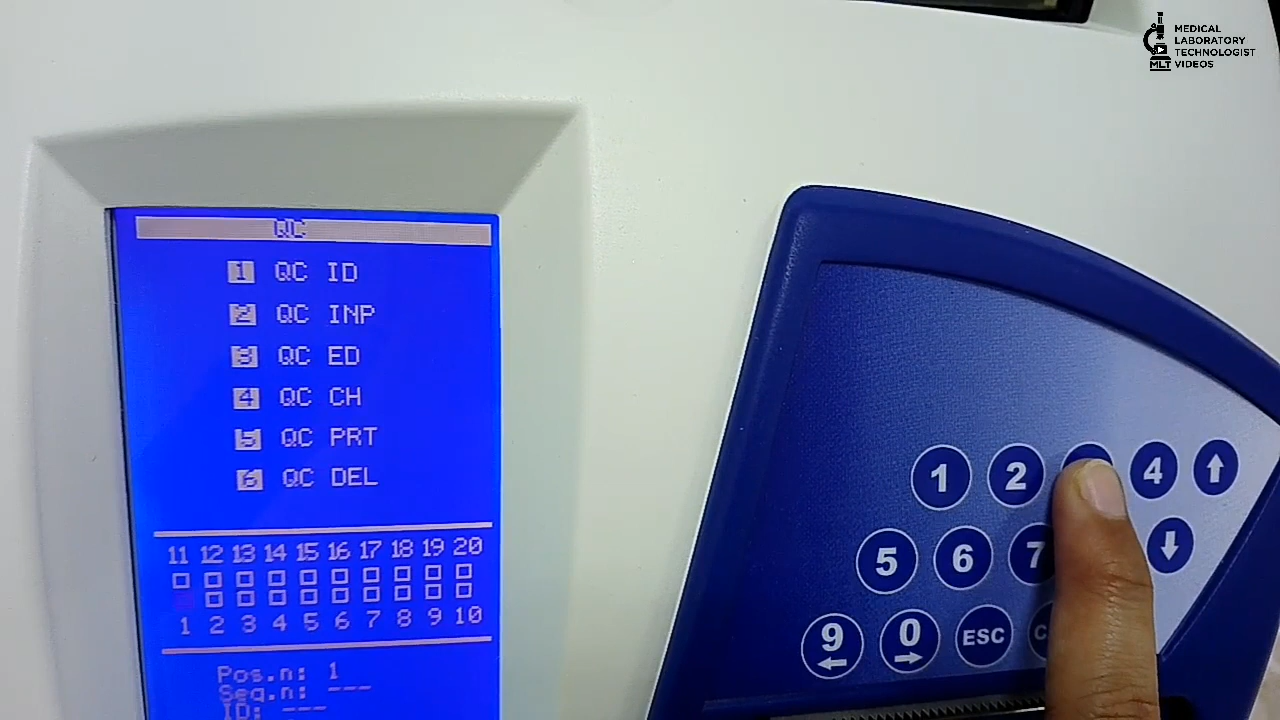 MEDICAL
LABORATORY
TECHNOLOGIST
MLT VIDEOS
QC
1 QC ID
2 QC INP
3 QC ED
4 QC CH
5 QC PRT
6 QC DEL
11 12 13 14 15 16 17 18 19 20
1 2 3 4 5 6 7 8 9 10
Pos.n: 1
Seq.n: ---
ID: ---
1 2 4 ↑
5 6 7 ↓
9 ← 0 → ESC